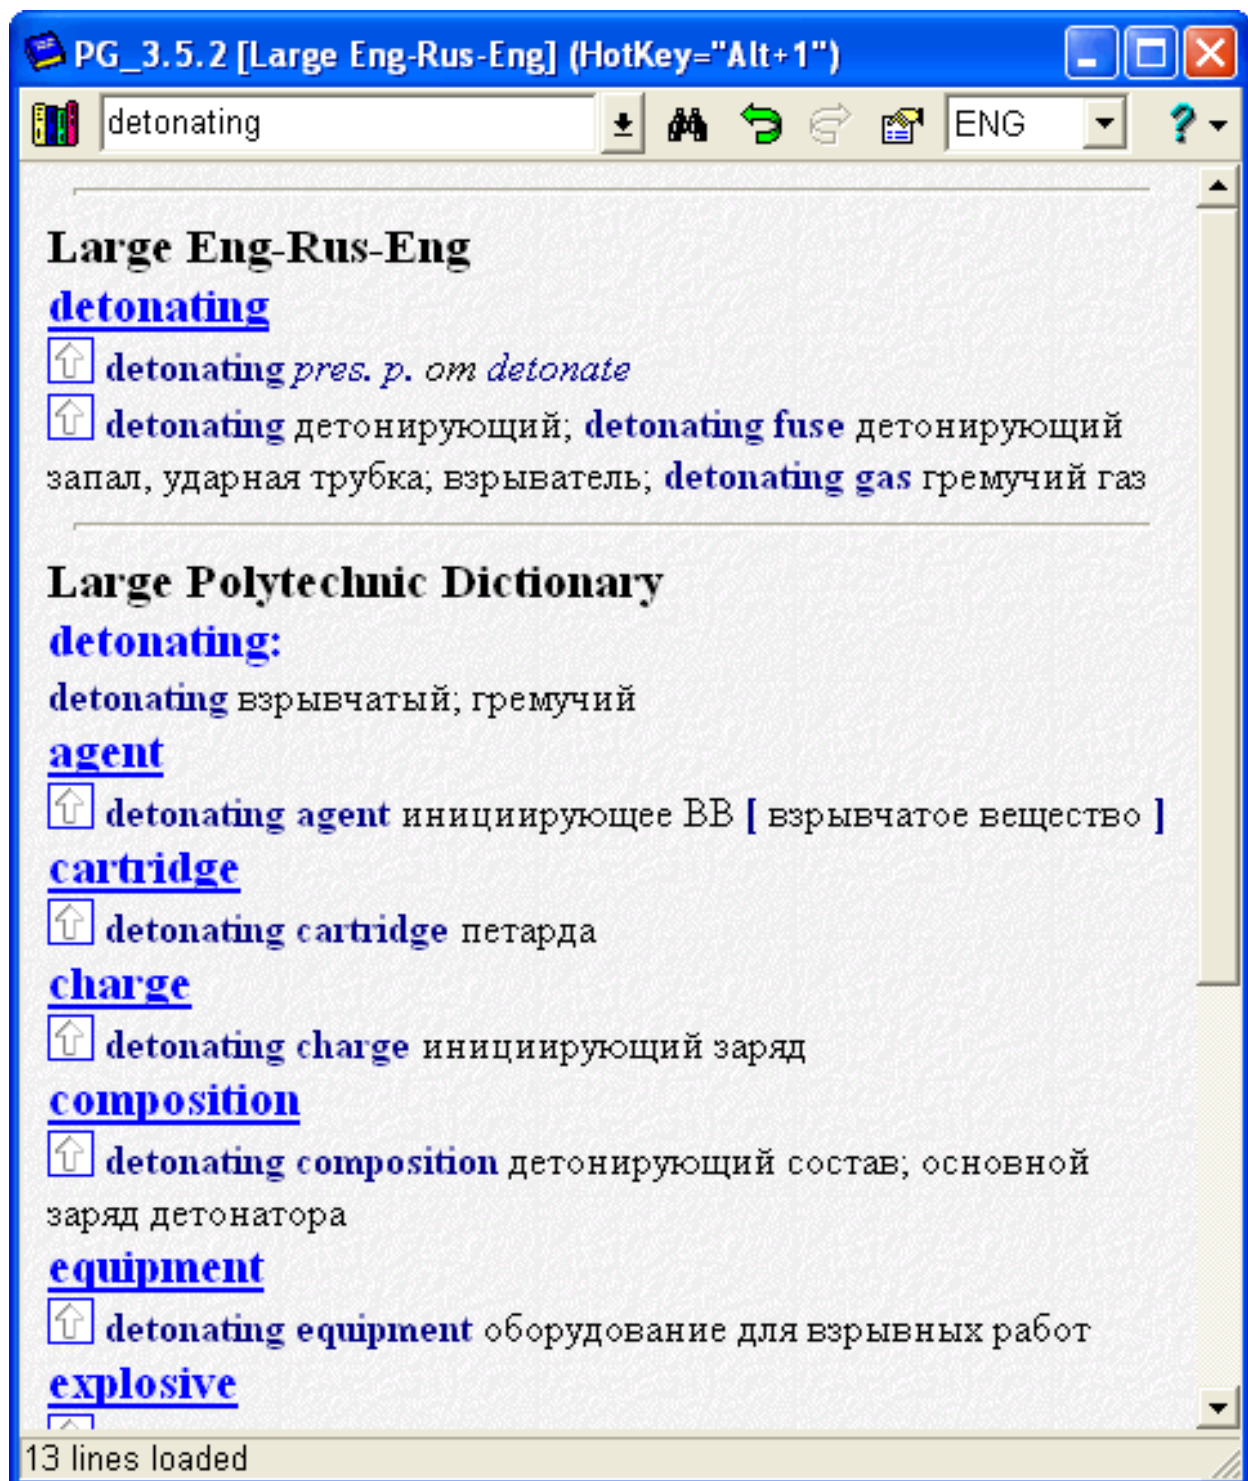 PG_3.5.2 [Large Eng-Rus-Eng] (HotKey="Alt+1")
detonating ENG ?
Large Eng-Rus-Eng
detonating
detonating pres. p. от detonate
detonating детонирующий; detonating fuse детонирующий
запал, ударная трубка; взрыватель; detonating gas гремучий газ
Large Polytechnic Dictionary
detonating:
detonating взрывчатый; гремучий
agent
detonating agent инициирующее ВВ [ взрывчатое вещество ]
cartridge
detonating cartridge петарда
charge
detonating charge инициирующий заряд
composition
detonating composition детонирующий состав; основной
заряд детонатора
equipment
detonating equipment оборудование для взрывных работ
explosive
13 lines loaded